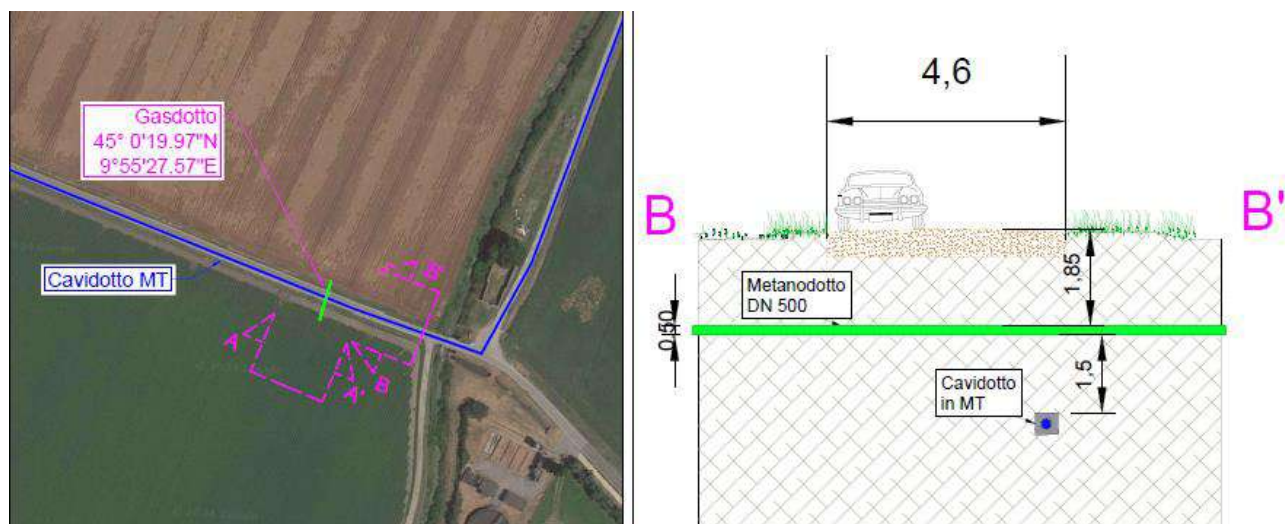 Gasdotto
45° 0'19.97"N
9°55'27.57"E
Cavidotto MT
B'
A
A'
B
4,6
B
B'
Metanodotto
DN 500
1,85
0,50
1,5
Cavidotto
in MT